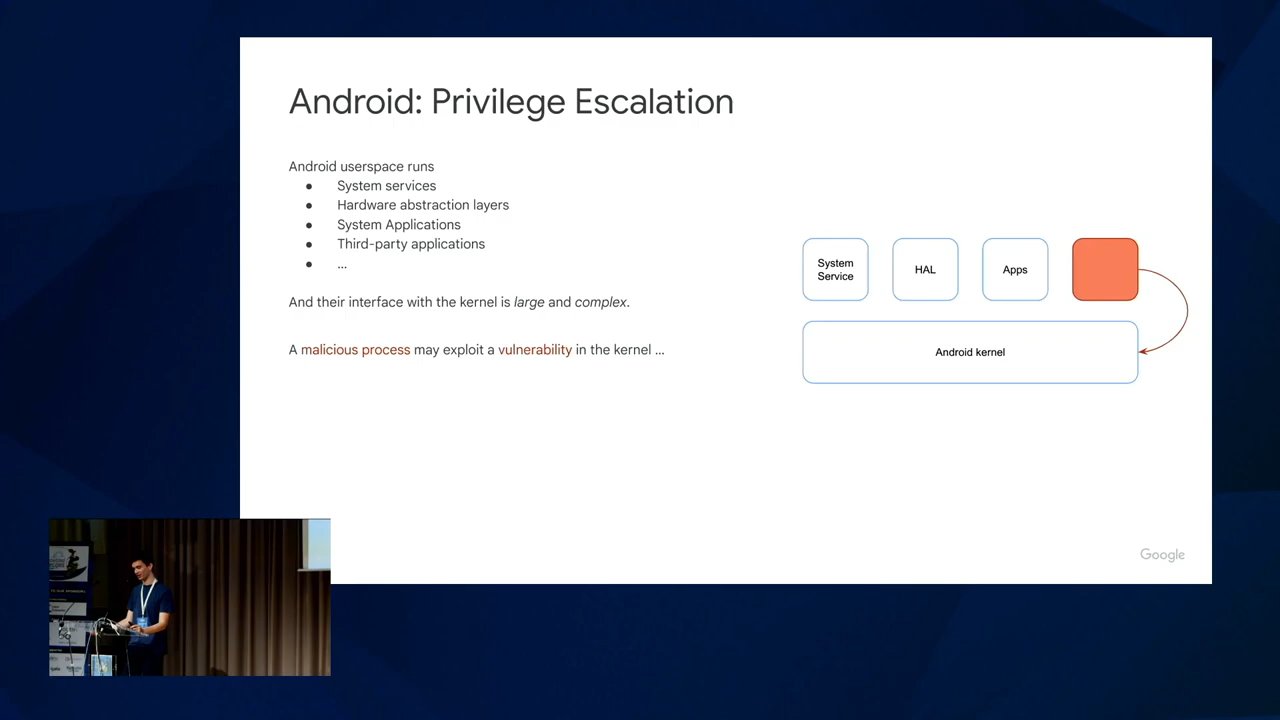 Android: Privilege Escalation
Android userspace runs
● System services
● Hardware abstraction layers
● System Applications
● Third-party applications
● ...
And their interface with the kernel is large and complex.
A malicious process may exploit a vulnerability in the kernel ...
System
Service
HAL
Apps
Android kernel
Google